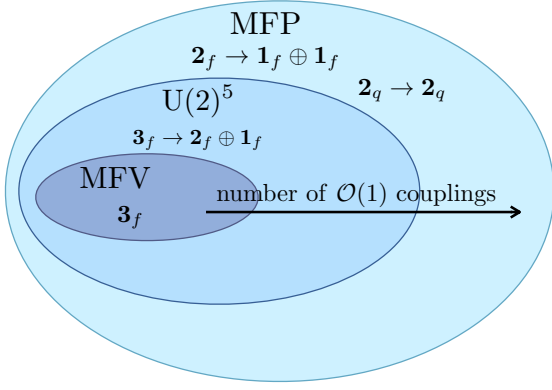 MFP
𝟐_f → 𝟏_f ⊕ 𝟏_f
𝟐_q → 𝟐_q
U(2)⁵
𝟑_f → 𝟐_f ⊕ 𝟏_f
MFV
𝟑_f
number of 𝒪(1) couplings